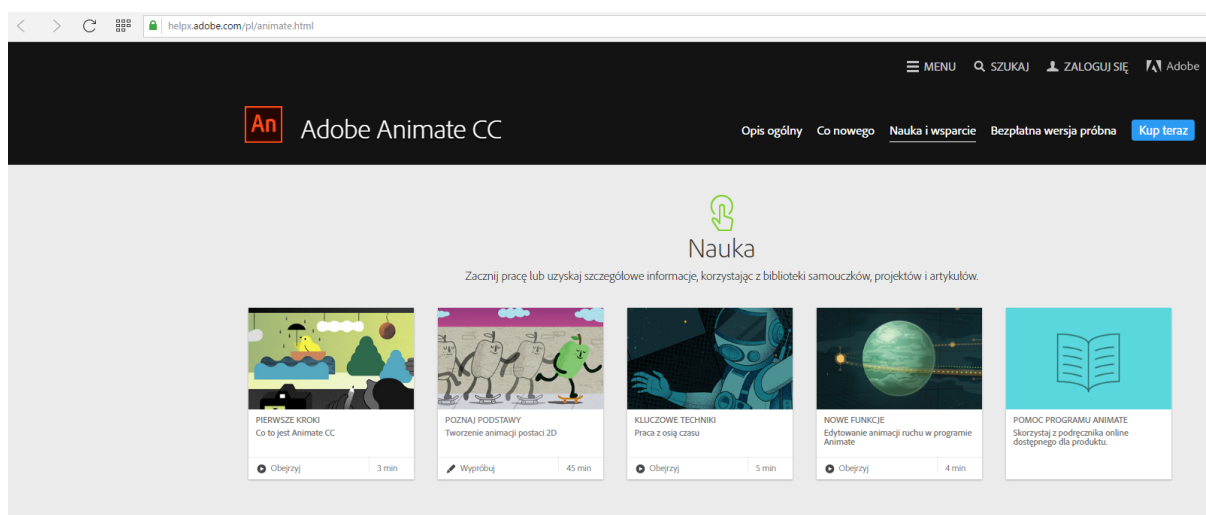 helpx.adobe.com/pl/animate.html
MENU SZUKAJ ZALOGUJ SIĘ Adobe
An Adobe Animate CC
Opis ogólny Co nowego Nauka i wsparcie Bezpłatna wersja próbna Kup teraz
Nauka
Zacznij pracę lub uzyskaj szczegółowe informacje, korzystając z biblioteki samouczków, projektów i artykułów.
PIERWSZE KROKI
Co to jest Animate CC
Obejrzyj 3 min
POZNAJ PODSTAWY
Tworzenie animacji postaci 2D
Wypróbuj 45 min
KLUCZOWE TECHNIKI
Praca z osią czasu
Obejrzyj 5 min
NOWE FUNKCJE
Edytowanie animacji ruchu w programie
Animate
Obejrzyj 4 min
POMOC PROGRAMU ANIMATE
Skorzystaj z podręcznika online
dostępnego dla produktu.